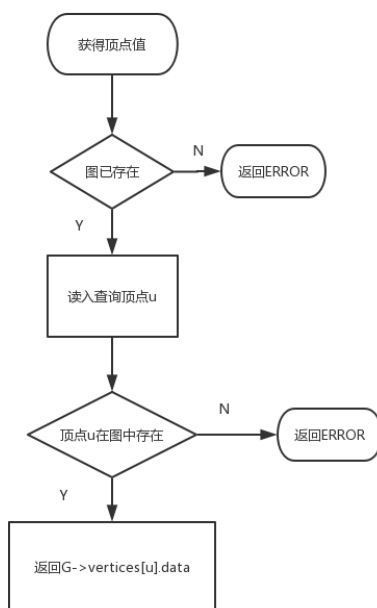 获得顶点值
图已存在
N
返回ERROR
Y
读入查询顶点u
顶点u在图中存在
N
返回ERROR
Y
返回G->vertices[u].data